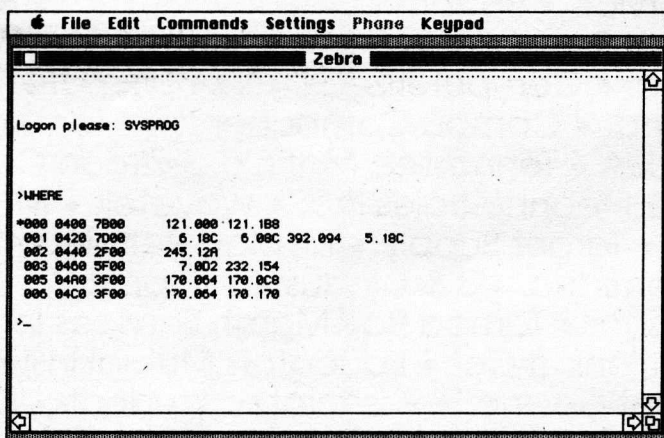 File Edit Commands Settings Phone Keypad
Zebra
Logon please: SYSPROG
>WHERE
*000 0400 7B00 121.000 121.1B8
001 0420 7D00 6.18C 6.08C 392.094 5.18C
002 0440 2F00 245.12A
003 0460 5F00 7.0D2 232.154
005 04A0 3F00 170.064 170.0C8
006 04C0 3F00 170.064 170.170
>_